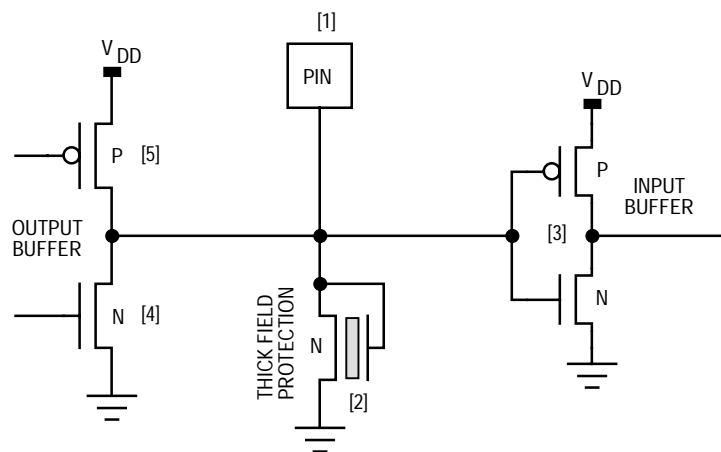 [1]
V DD
PIN
V DD
P [5]
P
INPUT
BUFFER
OUTPUT
BUFFER
[3]
N [4]
THICK FIELD
PROTECTION
N
N
[2]